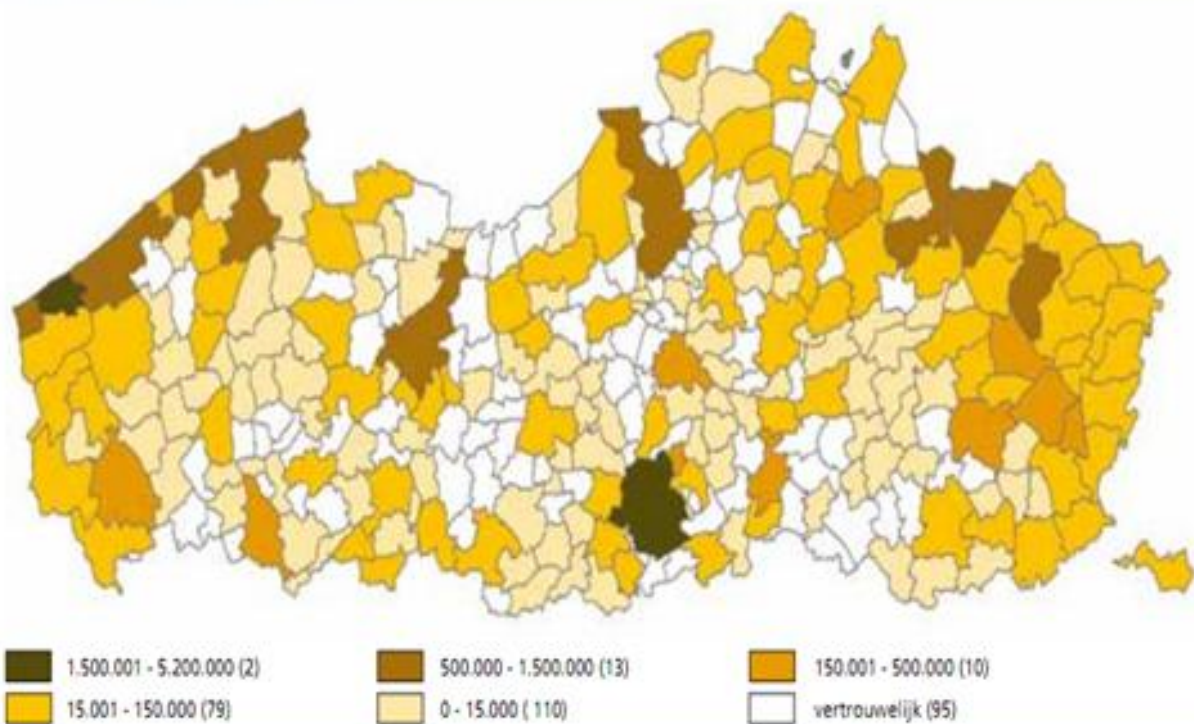 1.500.001 - 5.200.000 (2)
500.000 - 1.500.000 (13)
150.001 - 500.000 (10)
15.001 - 150.000 (79)
0 - 15.000 ( 110)
vertrouwelijk (95)